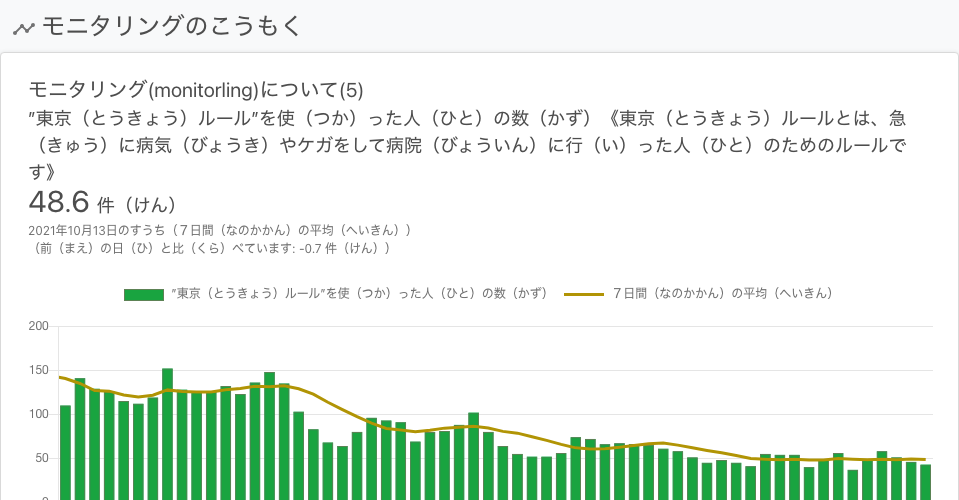 モニタリングのこうもく
モニタリング(monitorling)について(5)
”東京（とうきょう）ルール”を使（つか）った人（ひと）の数（かず）《東京（とうきょう）ルールとは、急
（きゅう）に病気（びょうき）やケガをして病院（びょういん）に行（い）った人（ひと）のためのルールで
す》
48.6 件（けん）
2021年10月13日のすうち（７日間（なのかかん）の平均（へいきん））
（前（まえ）の日（ひ）と比（くら）べています: -0.7 件（けん））
”東京（とうきょう）ルール”を使（つか）った人（ひと）の数（かず）
７日間（なのかかん）の平均（へいきん）
200
150
100
50
0